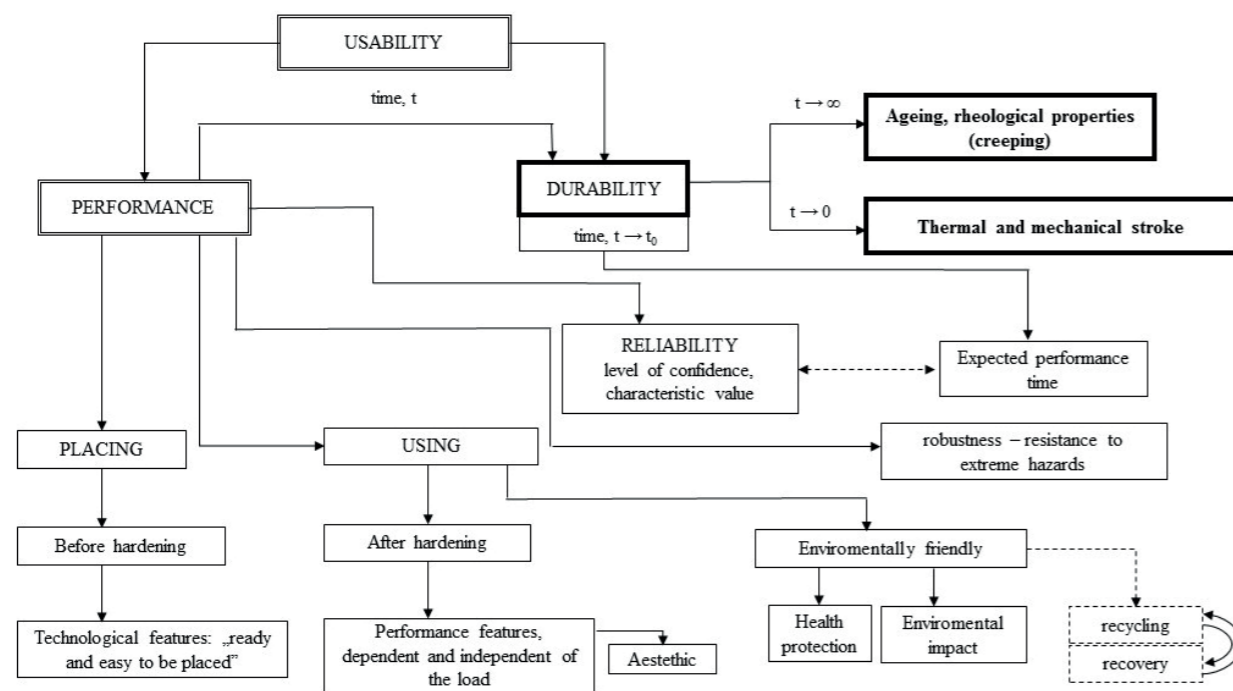 USABILITY
time, t
t → ∞
Ageing, rheological properties
(creeping)
DURABILITY
PERFORMANCE
t → 0
Thermal and mechanical stroke
time, t → t₀
RELIABILITY
level of confidence,
characteristic value
Expected performance
time
PLACING
USING
robustness – resistance to
extreme hazards
Before hardening
After hardening
Enviromentally friendly
Technological features: „ready
and easy to be placed”
Performance features,
dependent and independent of
the load
Aestethic
Health
protection
Enviromental
impact
recycling
recovery